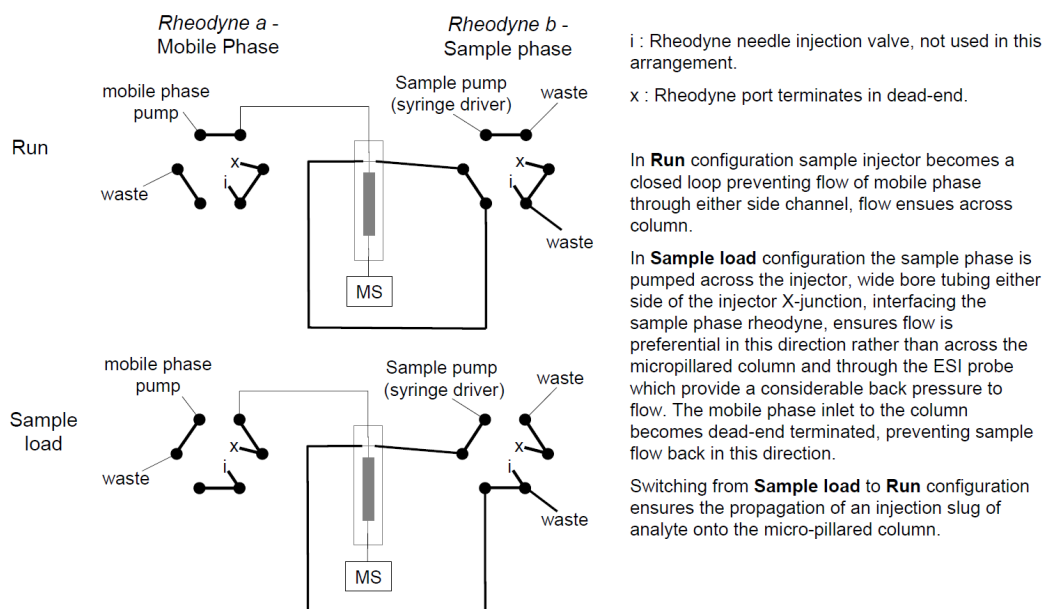 Rheodyne a -
Mobile Phase
Rheodyne b -
Sample phase
Run
mobile phase
pump
waste
x
i
MS
Sample pump
(syringe driver)
waste
x
i
waste
Sample
load
mobile phase
pump
waste
x
i
MS
Sample pump
(syringe driver)
waste
x
i
waste
i : Rheodyne needle injection valve, not used in this
arrangement.
x : Rheodyne port terminates in dead-end.
In Run configuration sample injector becomes a
closed loop preventing flow of mobile phase
through either side channel, flow ensues across
column.
In Sample load configuration the sample phase is
pumped across the injector, wide bore tubing either
side of the injector X-junction, interfacing the
sample phase rheodyne, ensures flow is
preferential in this direction rather than across the
micropillared column and through the ESI probe
which provide a considerable back pressure to
flow. The mobile phase inlet to the column
becomes dead-end terminated, preventing sample
flow back in this direction.
Switching from Sample load to Run configuration
ensures the propagation of an injection slug of
analyte onto the micro-pillared column.